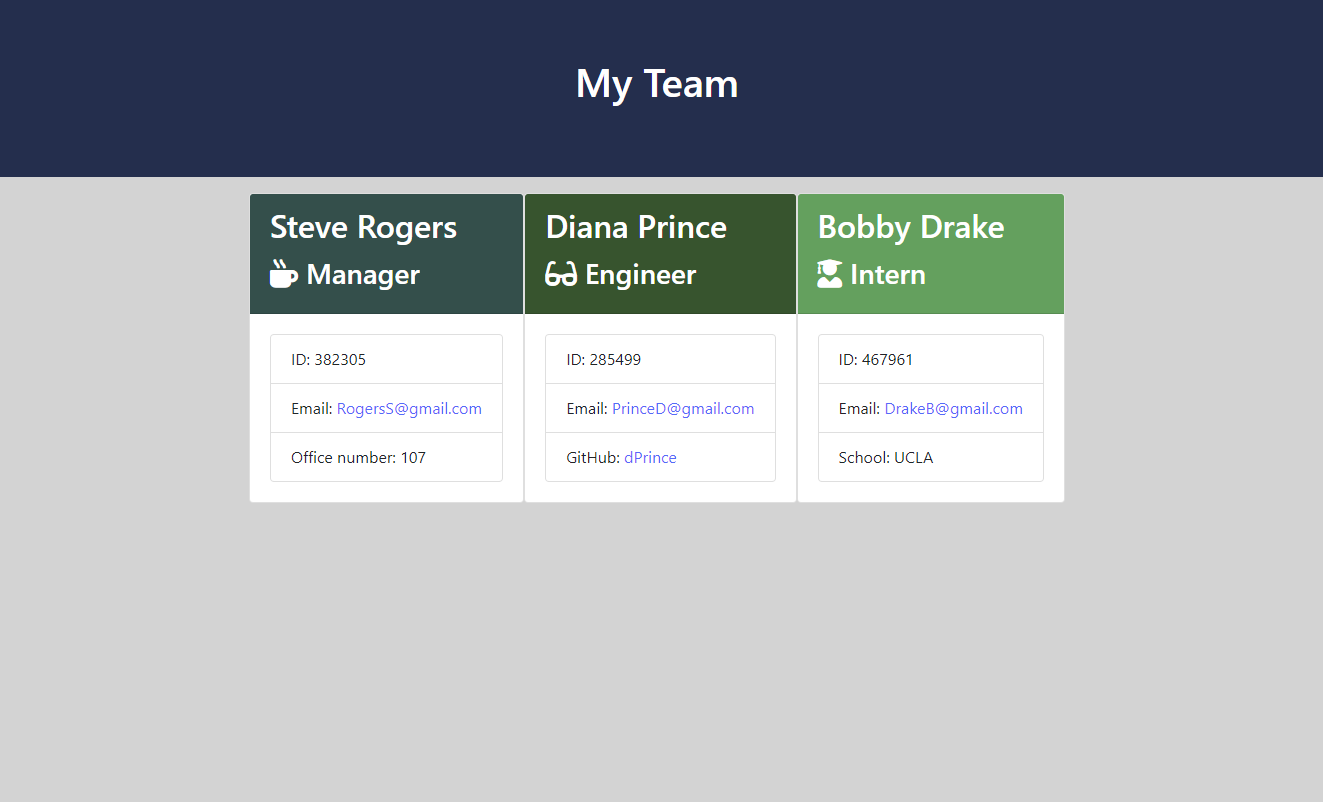 My Team
Steve Rogers
Manager
ID: 382305
Email: RogersS@gmail.com
Office number: 107
Diana Prince
Engineer
ID: 285499
Email: PrinceD@gmail.com
GitHub: dPrince
Bobby Drake
Intern
ID: 467961
Email: DrakeB@gmail.com
School: UCLA